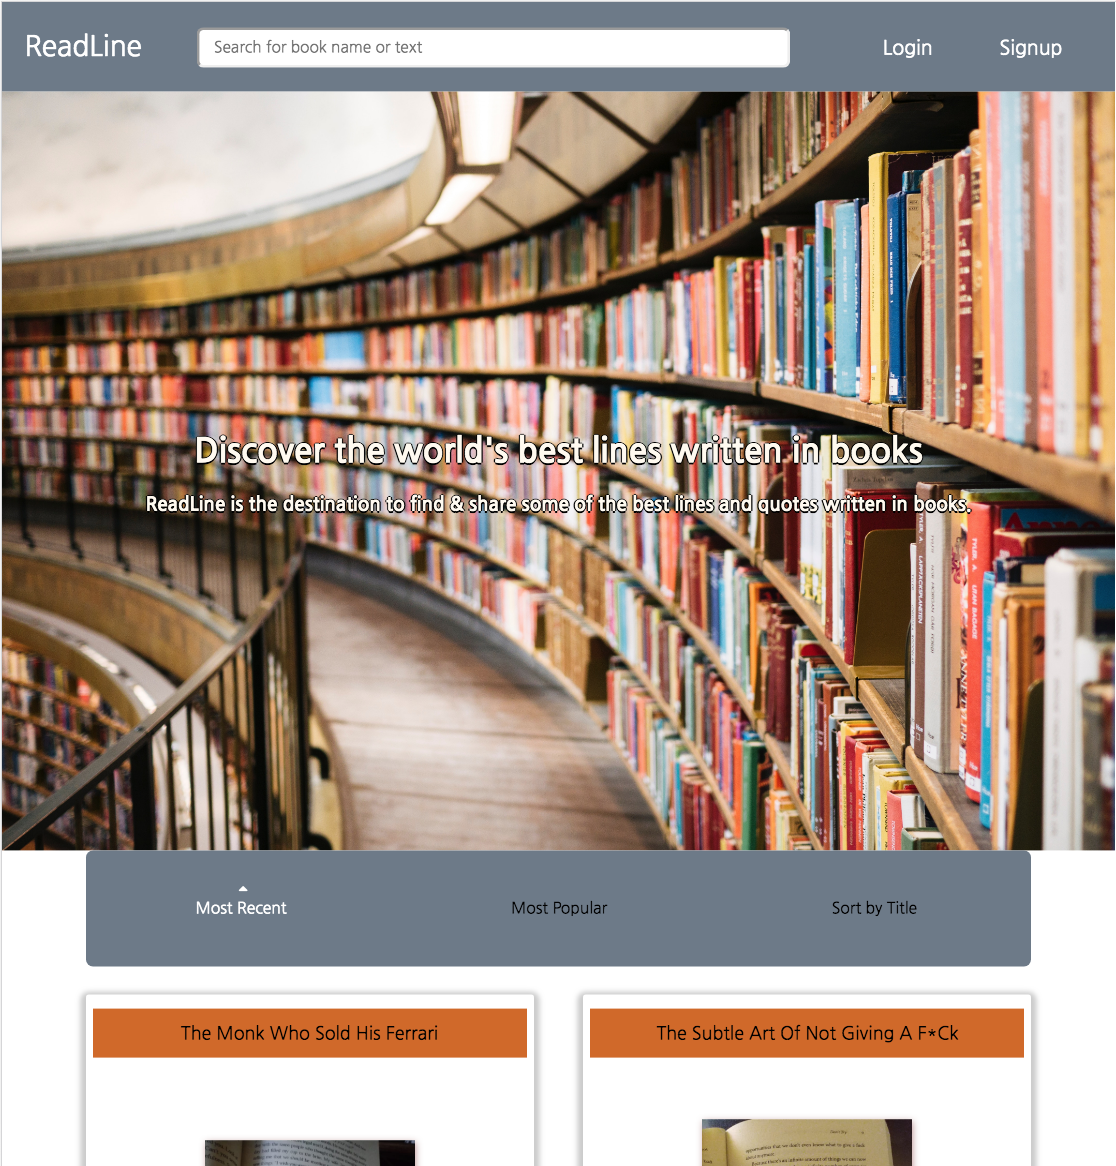 ReadLine
Search for book name or text
Login
Signup
Discover the world's best lines written in books
ReadLine is the destination to find & share some of the best lines and quotes written in books.
Most Recent
Most Popular
Sort by Title
The Monk Who Sold His Ferrari
The Subtle Art Of Not Giving A F*Ck